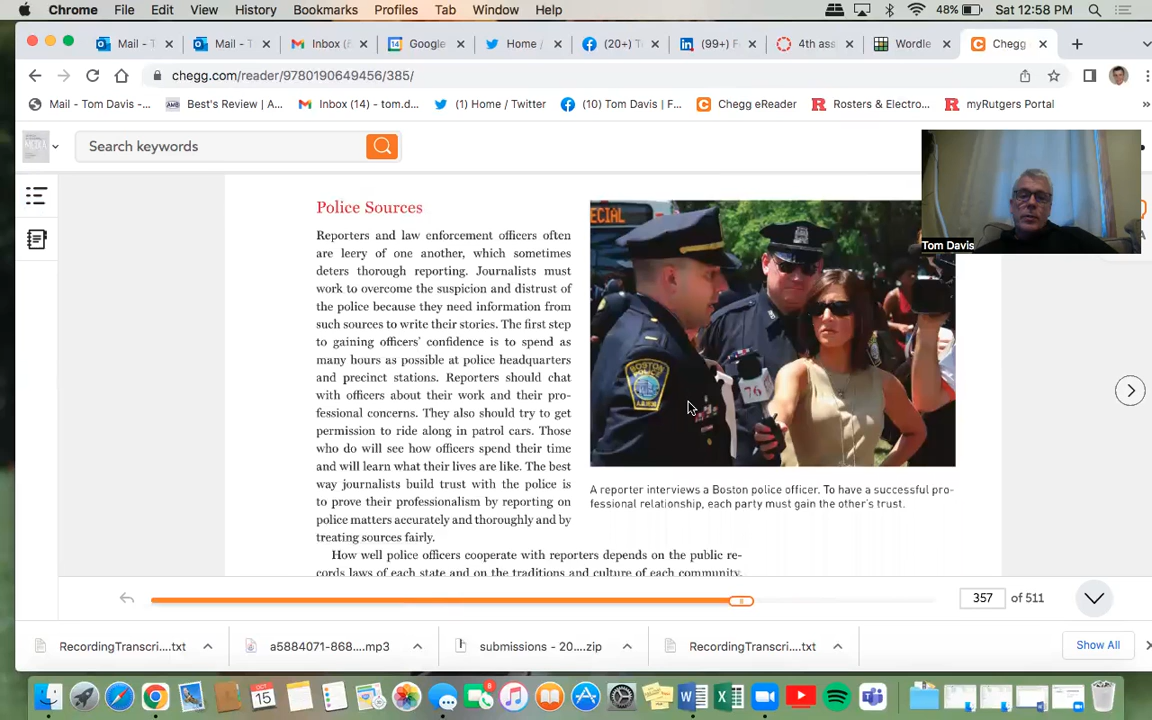 Chrome File Edit View History Bookmarks Profiles Tab Window Help 48% Sat 12:58 PM
Mail - T Mail - T Inbox ( Google Home / (20+) T (99+) F 4th ass Wordle Chegg
chegg.com/reader/9780190649456/385/
Mail - Tom Davis -... Best's Review | A... Inbox (14) - tom.d... (1) Home / Twitter (10) Tom Davis | F... Chegg eReader Rosters & Electro... myRutgers Portal »
Search keywords
Tom Davis
Police Sources
Reporters and law enforcement officers often
are leery of one another, which sometimes
deters thorough reporting. Journalists must
work to overcome the suspicion and distrust of
the police because they need information from
such sources to write their stories. The first step
to gaining officers' confidence is to spend as
many hours as possible at police headquarters
and precinct stations. Reporters should chat
with officers about their work and their pro-
fessional concerns. They also should try to get
permission to ride along in patrol cars. Those
who do will see how officers spend their time
and will learn what their lives are like. The best
way journalists build trust with the police is
to prove their professionalism by reporting on
police matters accurately and thoroughly and by
treating sources fairly.
How well police officers cooperate with reporters depends on the public re-
cords laws of each state and on the traditions and culture of each community.
ECIAL
BOSTON
POLICE
76
A reporter interviews a Boston police officer. To have a successful pro-
fessional relationship, each party must gain the other's trust.
357 of 511
RecordingTranscri....txt a5884071-868....mp3 submissions - 20....zip RecordingTranscri....txt Show All
OCT
15
8